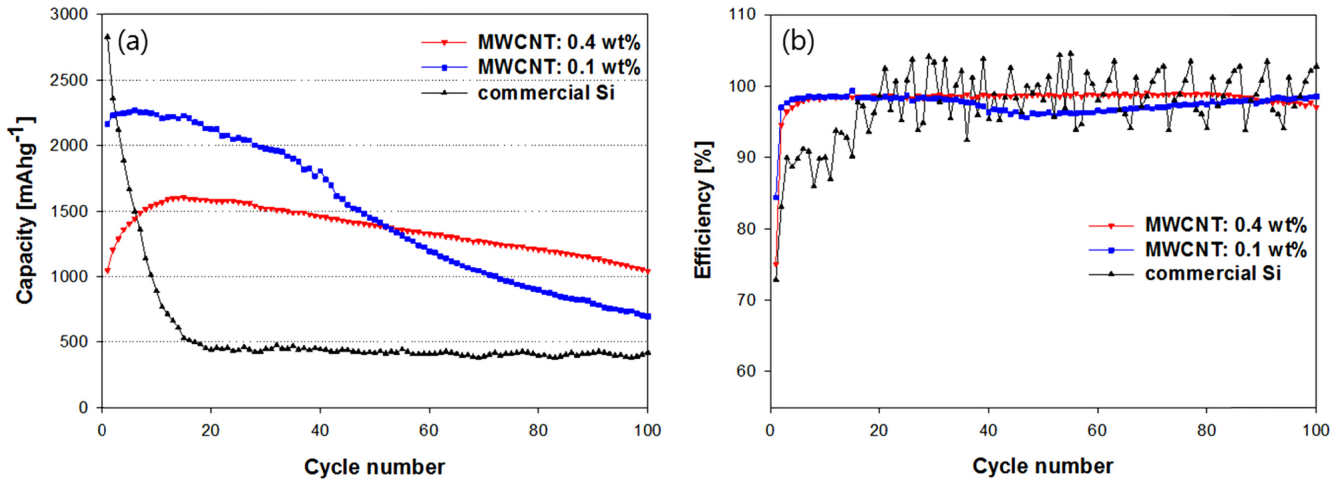 (a)
MWCNT: 0.4 wt%
MWCNT: 0.1 wt%
commercial Si
Capacity [mAhg-1]
3000
2500
2000
1500
1000
500
0
0 20 40 60 80 100
Cycle number
(b)
MWCNT: 0.4 wt%
MWCNT: 0.1 wt%
commercial Si
Efficiency [%]
110
100
90
80
70
60
0 20 40 60 80 100
Cycle number